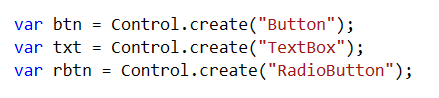 var btn = Control.create("Button");
var txt = Control.create("TextBox");
var rbtn = Control.create("RadioButton");